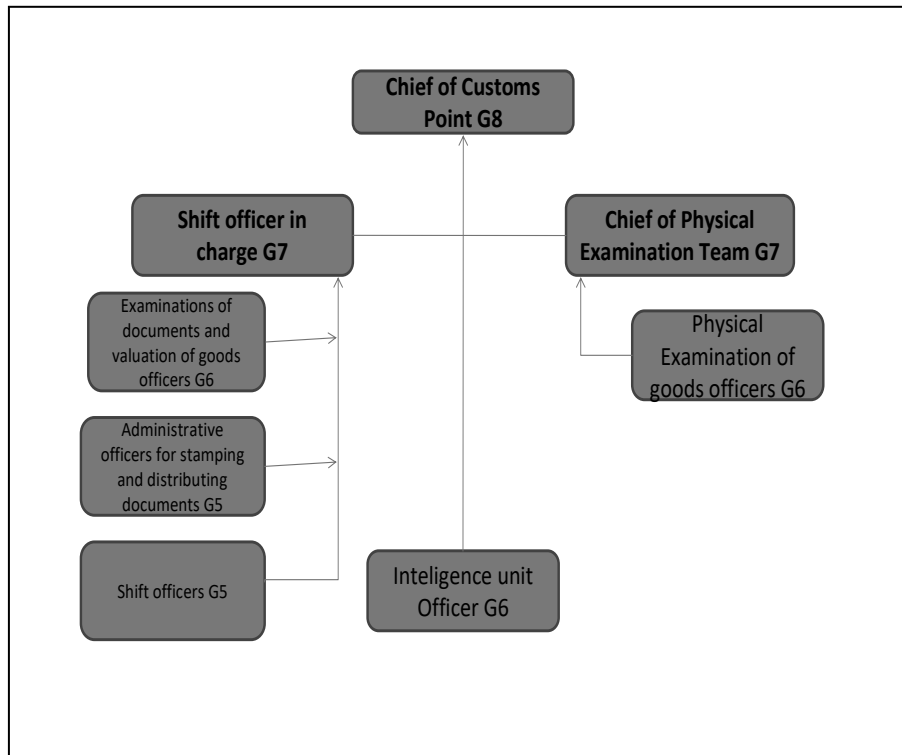 Chief of Customs
Point G8
Shift officer in
charge G7
Chief of Physical
Examination Team G7
Examinations of
documents and
valuation of goods
officers G6
Physical
Examination of
goods officers G6
Administrative
officers for stamping
and distributing
documents G5
Shift officers G5
Inteligence unit
Officer G6